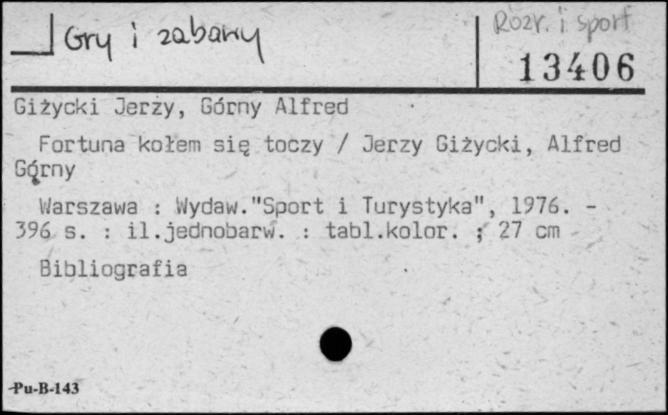 Gry i zabawy
Rozr. i sport
13406
Giżycki Jerzy, Górny Alfred
Fortuna kołem się toczy / Jerzy Giżycki, Alfred
Górny
Warszawa : Wydaw."Sport i Turystyka", 1976. -
396 s. : il.jednobarw. : tabl.kolor. ; 27 cm
Bibliografia
Pu-B-143